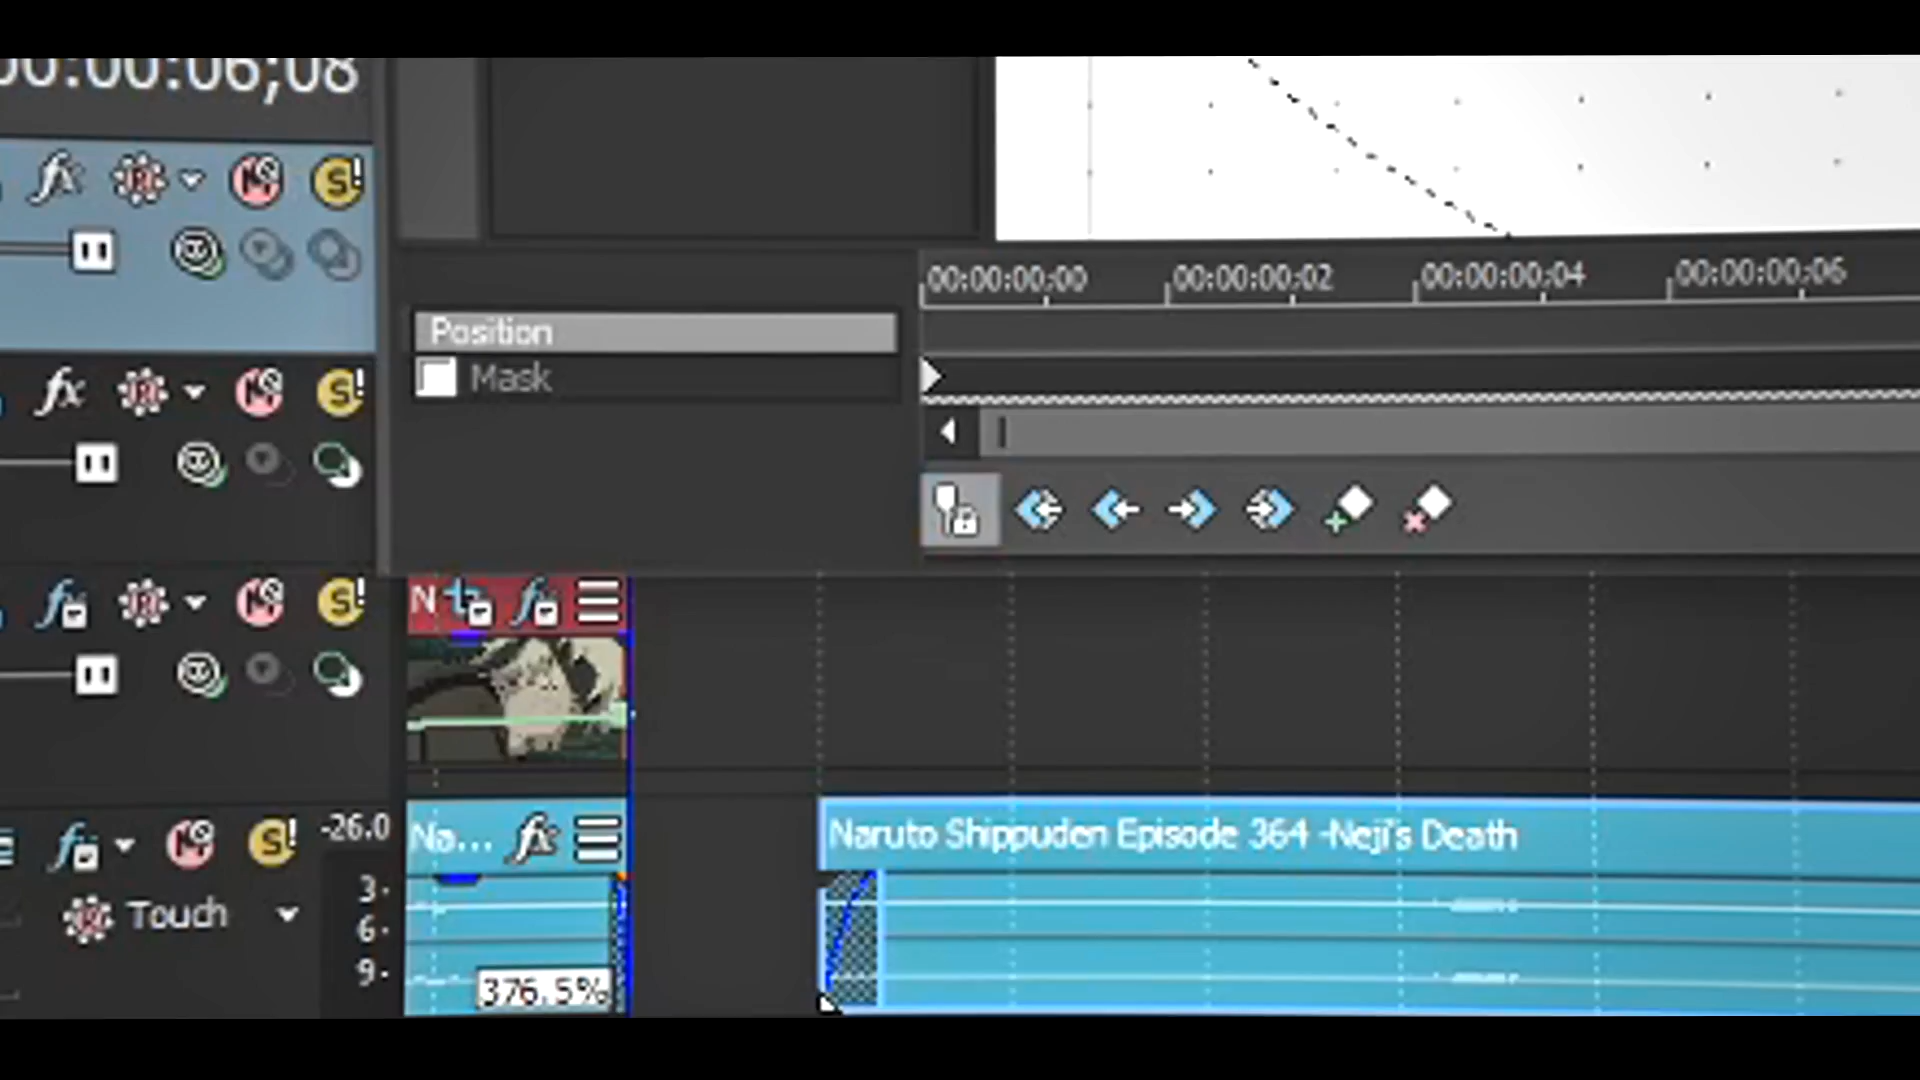 00:00:06;08
00:00:00;00 00:00:00;02 00:00:00;04 00:00:00;06
Position
Mask
N
-26.0
Na...
Naruto Shippuden Episode 364 -Neji's Death
3-
Touch
6-
9-
376.5%